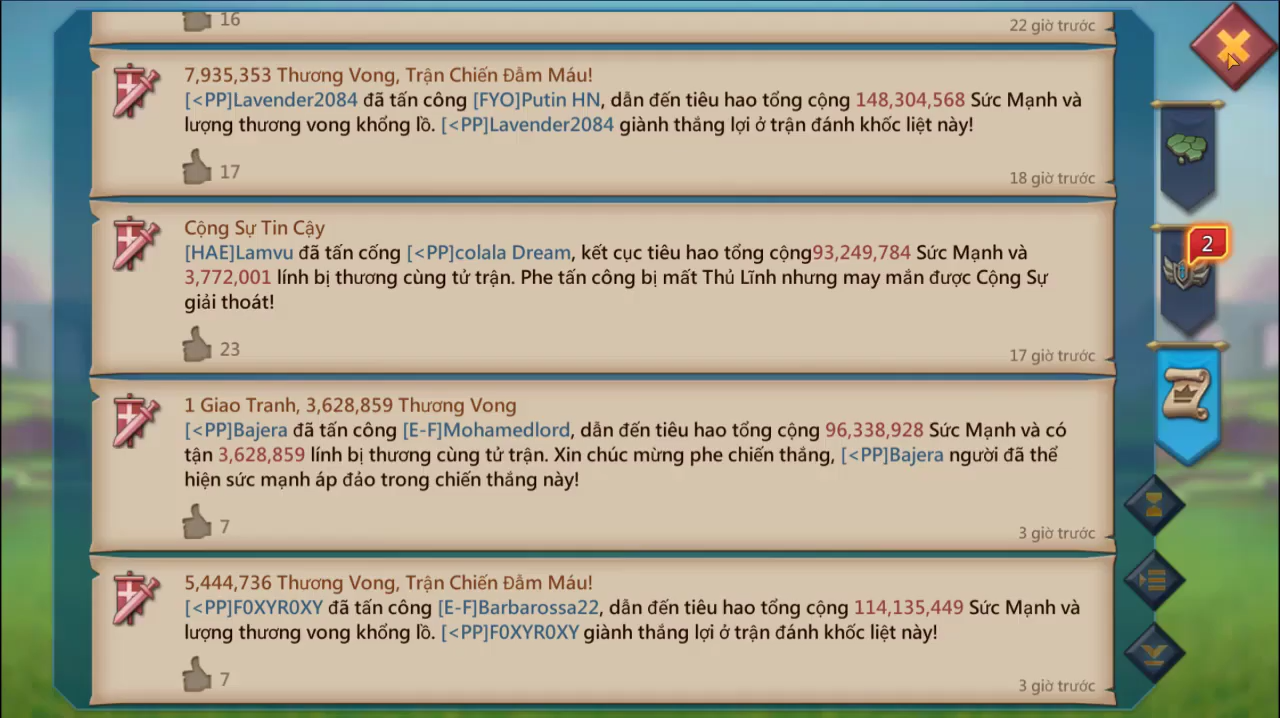 16
22 giờ trước
7,935,353 Thương Vong, Trận Chiến Đẫm Máu!
[<PP]Lavender2084 đã tấn công [FYO]Putin HN, dẫn đến tiêu hao tổng cộng 148,304,568 Sức Mạnh và
lượng thương vong khổng lồ. [<PP]Lavender2084 giành thắng lợi ở trận đánh khốc liệt này!
17
18 giờ trước
Cộng Sự Tin Cậy
[HAE]Lamvu đã tấn cống [<PP]colala Dream, kết cục tiêu hao tổng cộng93,249,784 Sức Mạnh và
3,772,001 lính bị thương cùng tử trận. Phe tấn công bị mất Thủ Lĩnh nhưng may mắn được Cộng Sự
giải thoát!
23
17 giờ trước
1 Giao Tranh, 3,628,859 Thương Vong
[<PP]Bajera đã tấn công [E-F]Mohamedlord, dẫn đến tiêu hao tổng cộng 96,338,928 Sức Mạnh và có
tận 3,628,859 lính bị thương cùng tử trận. Xin chúc mừng phe chiến thắng, [<PP]Bajera người đã thể
hiện sức mạnh áp đảo trong chiến thắng này!
7
3 giờ trước
5,444,736 Thương Vong, Trận Chiến Đẫm Máu!
[<PP]F0XYR0XY đã tấn công [E-F]Barbarossa22, dẫn đến tiêu hao tổng cộng 114,135,449 Sức Mạnh và
lượng thương vong khổng lồ. [<PP]F0XYR0XY giành thắng lợi ở trận đánh khốc liệt này!
7
3 giờ trước
2